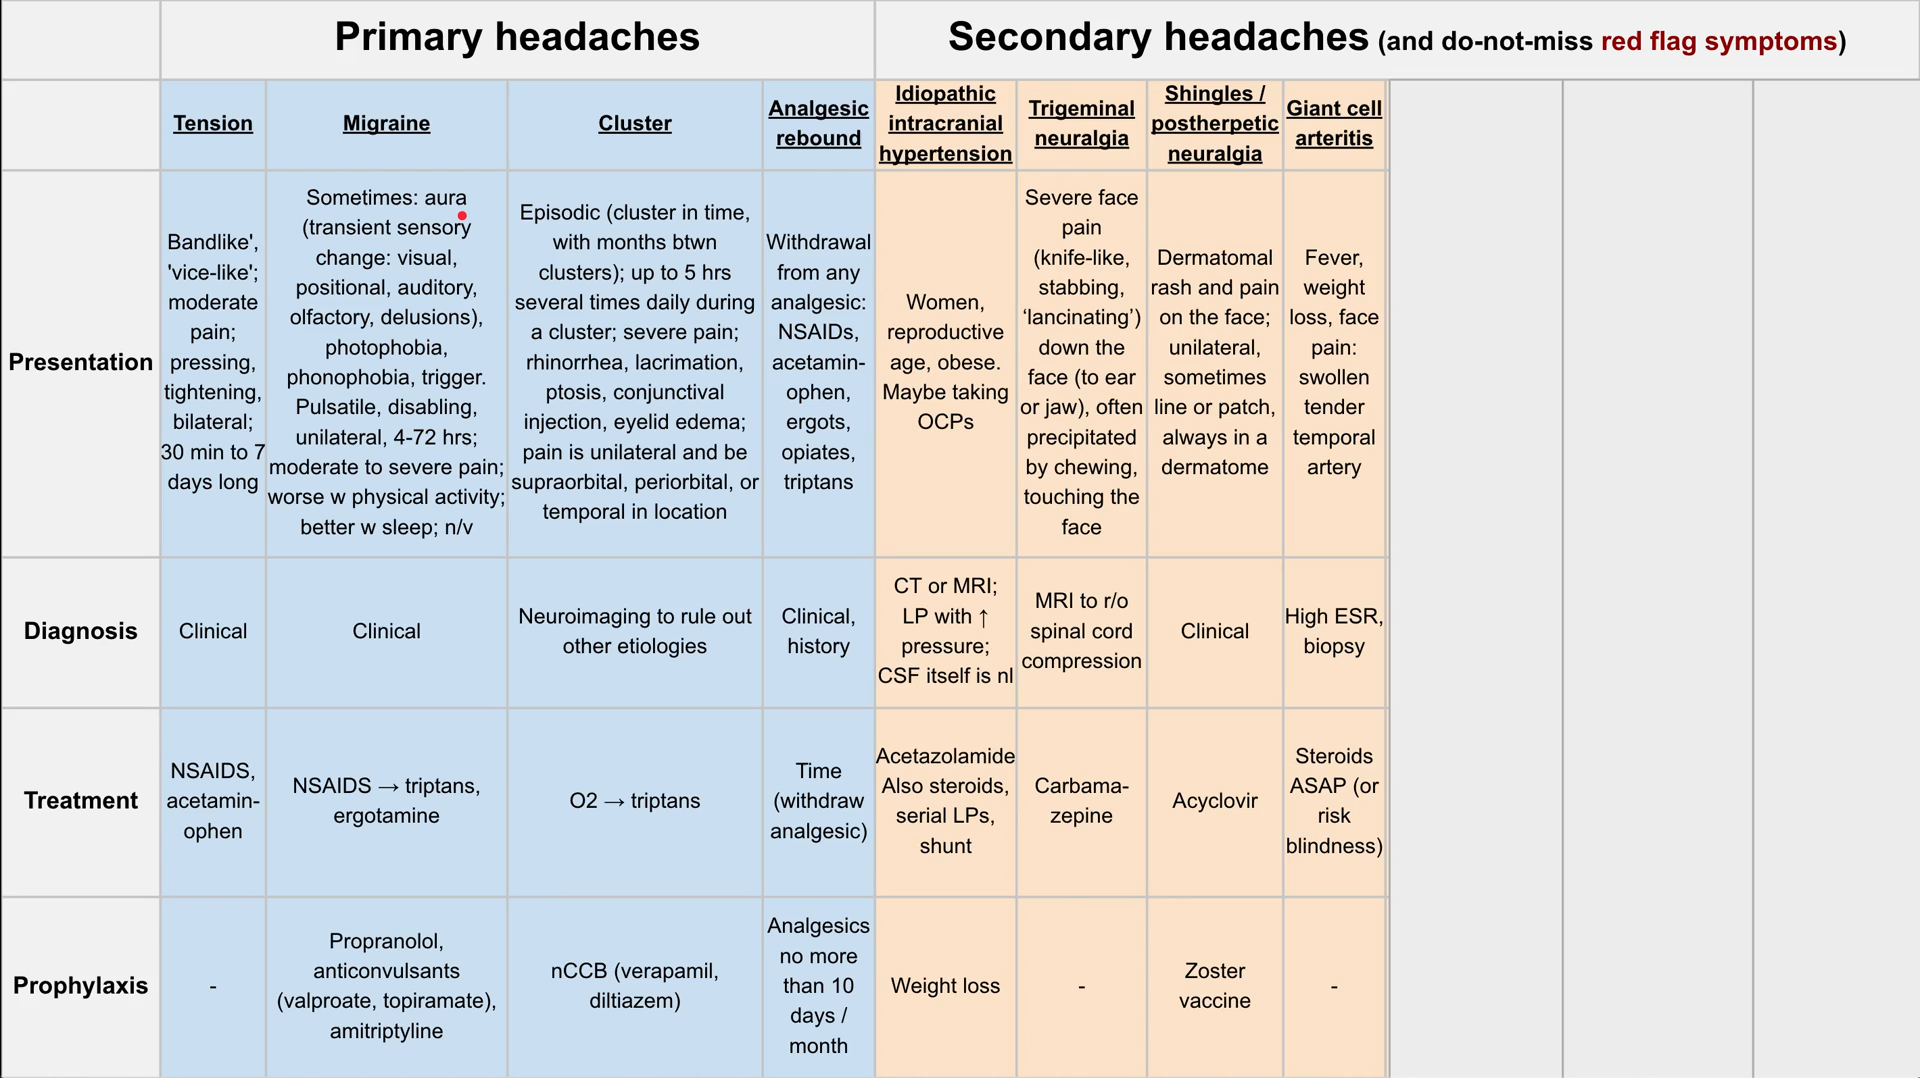 Primary headaches
Secondary headaches (and do-not-miss red flag symptoms)
Tension
Migraine
Cluster
Analgesic
rebound
Idiopathic
intracranial
hypertension
Trigeminal
neuralgia
Shingles /
postherpetic
neuralgia
Giant cell
arteritis
Presentation
Bandlike',
'vice-like';
moderate
pain;
pressing,
tightening,
bilateral;
30 min to 7
days long
Sometimes: aura
(transient sensory
change: visual,
positional, auditory,
olfactory, delusions),
photophobia,
phonophobia, trigger.
Pulsatile, disabling,
unilateral, 4-72 hrs;
moderate to severe pain;
worse w physical activity;
better w sleep; n/v
Episodic (cluster in time,
with months btwn
clusters); up to 5 hrs
several times daily during
a cluster; severe pain;
rhinorrhea, lacrimation,
ptosis, conjunctival
injection, eyelid edema;
pain is unilateral and be
supraorbital, periorbital, or
temporal in location
Withdrawal
from any
analgesic:
NSAIDs,
acetamin-
ophen,
ergots,
opiates,
triptans
Women,
reproductive
age, obese.
Maybe taking
OCPs
Severe face
pain
(knife-like,
stabbing,
‘lancinating’)
down the
face (to ear
or jaw), often
precipitated
by chewing,
touching the
face
Dermatomal
rash and pain
on the face;
unilateral,
sometimes
line or patch,
always in a
dermatome
Fever,
weight
loss, face
pain:
swollen
tender
temporal
artery
Diagnosis
Clinical
Clinical
Neuroimaging to rule out
other etiologies
Clinical,
history
CT or MRI;
LP with ↑
pressure;
CSF itself is nl
MRI to r/o
spinal cord
compression
Clinical
High ESR,
biopsy
Treatment
NSAIDS,
acetamin-
ophen
NSAIDS → triptans,
ergotamine
O2 → triptans
Time
(withdraw
analgesic)
Acetazolamide
Also steroids,
serial LPs,
shunt
Carbama-
zepine
Acyclovir
Steroids
ASAP (or
risk
blindness)
Prophylaxis
-
Propranolol,
anticonvulsants
(valproate, topiramate),
amitriptyline
nCCB (verapamil,
diltiazem)
Analgesics
no more
than 10
days /
month
Weight loss
-
Zoster
vaccine
-